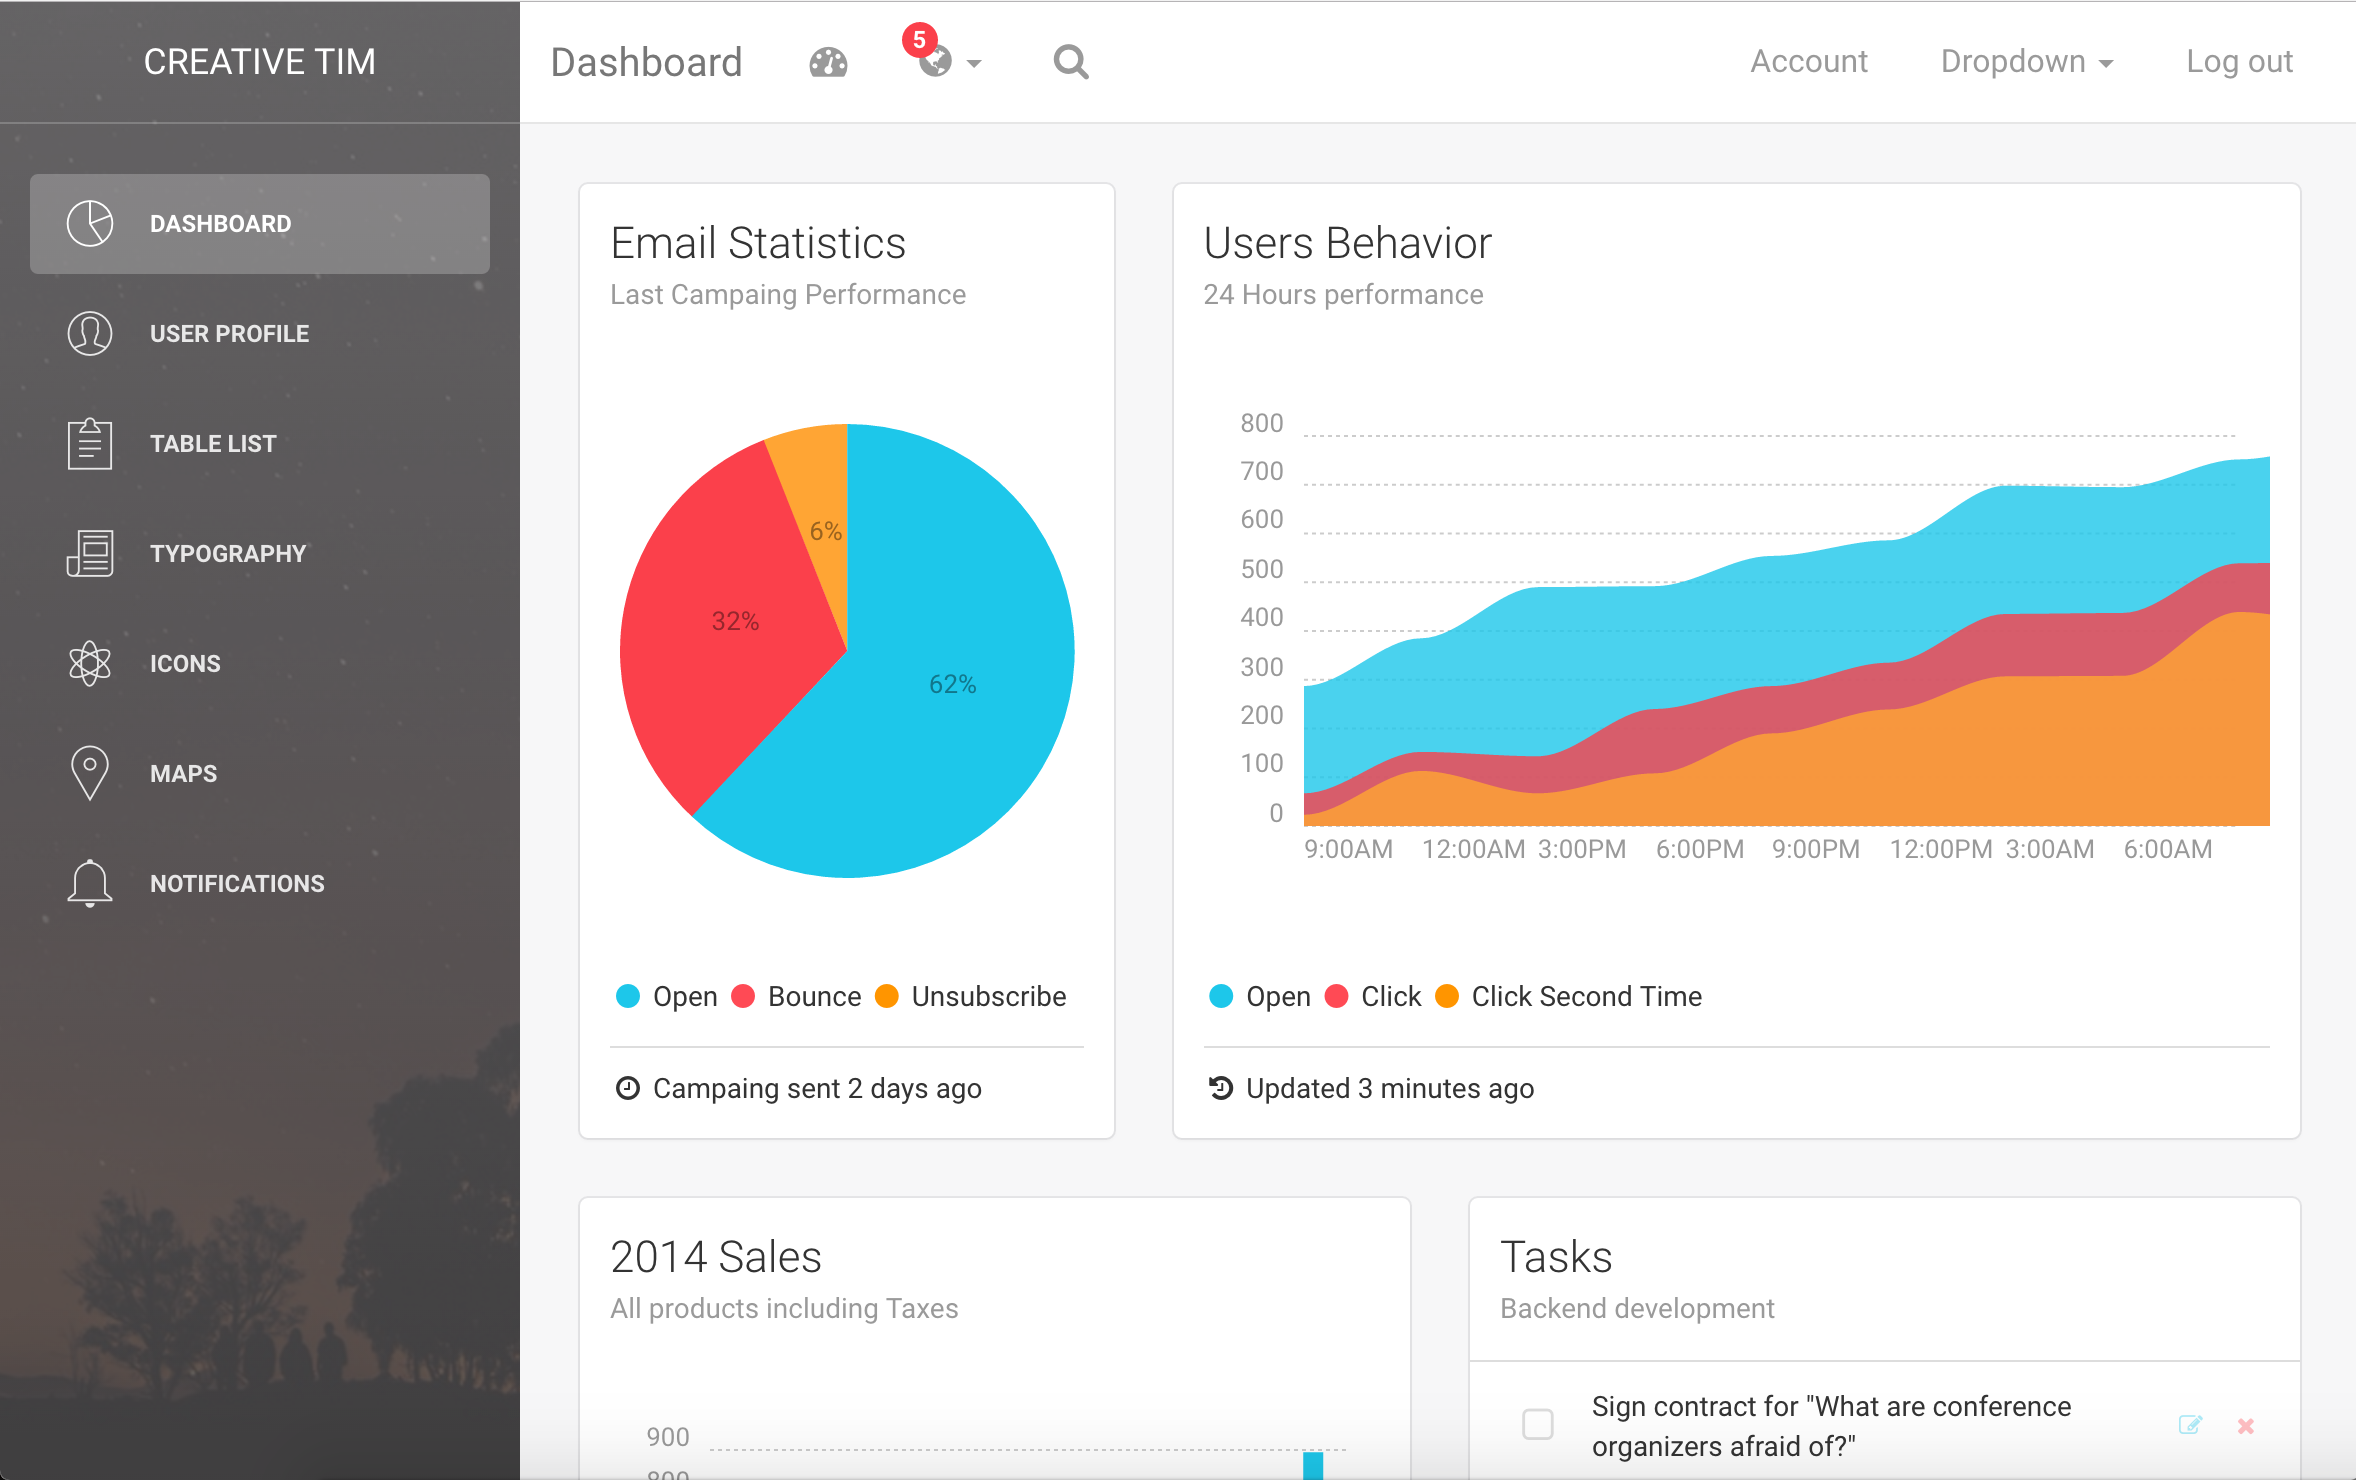 CREATIVE TIM
DASHBOARD
USER PROFILE
TABLE LIST
TYPOGRAPHY
ICONS
MAPS
NOTIFICATIONS
Dashboard
5
Account
Dropdown
Log out
Email Statistics
Last Campaing Performance
6%
32%
62%
Open Bounce Unsubscribe
Campaing sent 2 days ago
Users Behavior
24 Hours performance
800
700
600
500
400
300
200
100
0
9:00AM 12:00AM 3:00PM 6:00PM 9:00PM 12:00PM 3:00AM 6:00AM
Open Click Click Second Time
Updated 3 minutes ago
2014 Sales
All products including Taxes
900
800
Tasks
Backend development
Sign contract for "What are conference
organizers afraid of?"